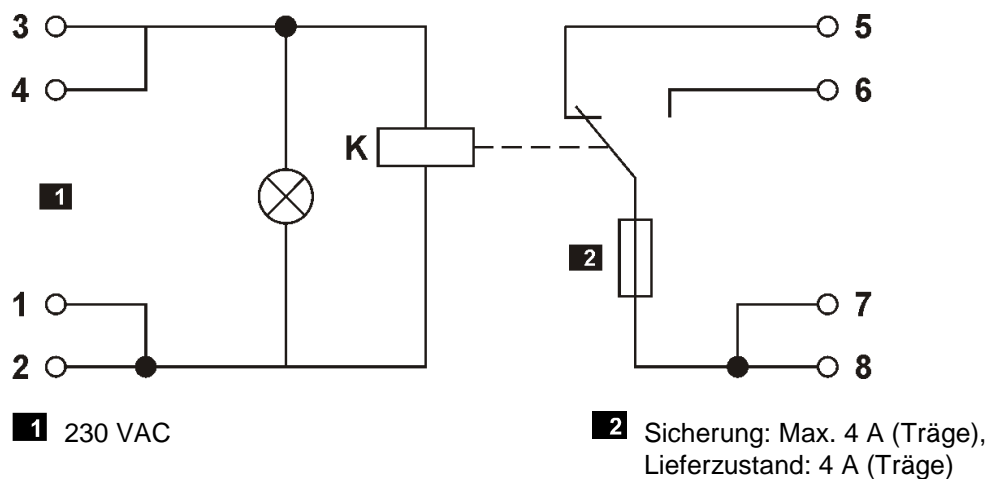 3
5
4
6
K
1
2
1
7
2
8
1 230 VAC
2 Sicherung: Max. 4 A (Träge),
Lieferzustand: 4 A (Träge)